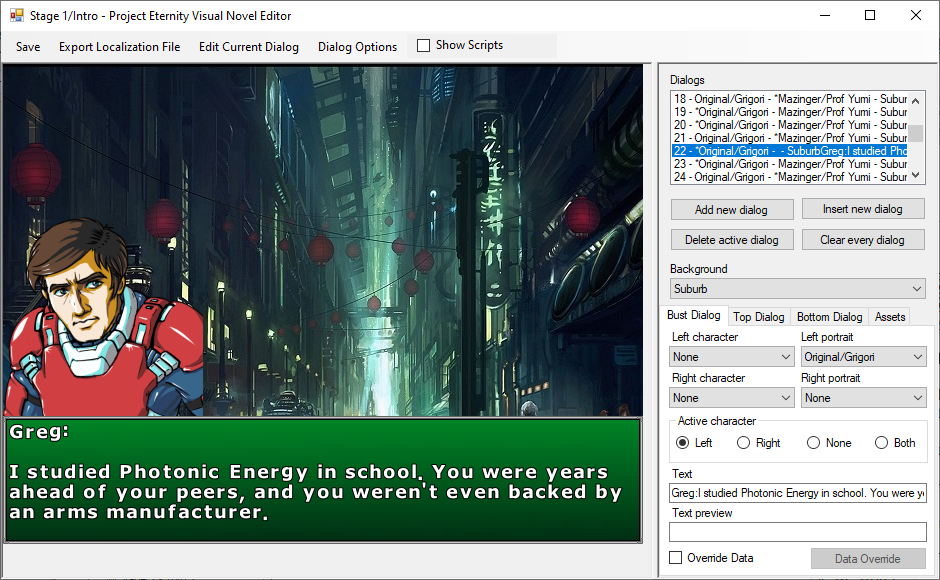 Stage 1/Intro - Project Eternity Visual Novel Editor
Save Export Localization File Edit Current Dialog Dialog Options Show Scripts
Dialogs
18 - Original/Grigori - *Mazinger/Prof Yumi - Subur
19 - *Original/Grigori - Mazinger/Prof Yumi - Subur
20 - *Original/Grigori - Mazinger/Prof Yumi - Subur
21 - Original/Grigori - *Mazinger/Prof Yumi - Subur
22 - *Original/Grigori - - SuburbGreg:I studied Pho
23 - *Original/Grigori - Mazinger/Prof Yumi - Subur
24 - Original/Grigori - *Mazinger/Prof Yumi - Subur
Add new dialog Insert new dialog
Delete active dialog Clear every dialog
Background
Suburb
Bust Dialog Top Dialog Bottom Dialog Assets
Left character Left portrait
None Original/Grigori
Right character Right portrait
None None
Active character
Left Right None Both
Text
Greg:I studied Photonic Energy in school. You were y
Text preview
Override Data Data Override
Greg:
I studied Photonic Energy in school. You were years
ahead of your peers, and you weren't even backed by
an arms manufacturer.